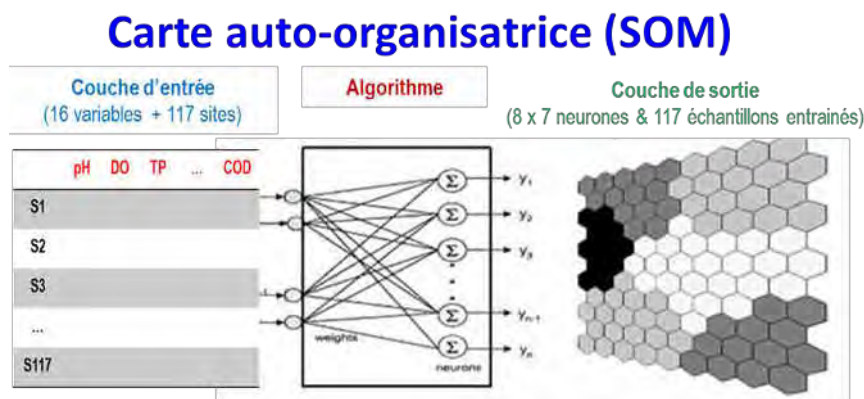 Carte auto-organisatrice (SOM)
Couche d'entrée
(16 variables + 117 sites)
Algorithme
Couche de sortie
(8 x 7 neurones & 117 échantillons entrainés)
pH DO TP ... COD
S1
S2
S3
...
S117
y1
y2
y3
yn-1
yn
Σ
Σ
Σ
Σ
Σ
weights
neurons